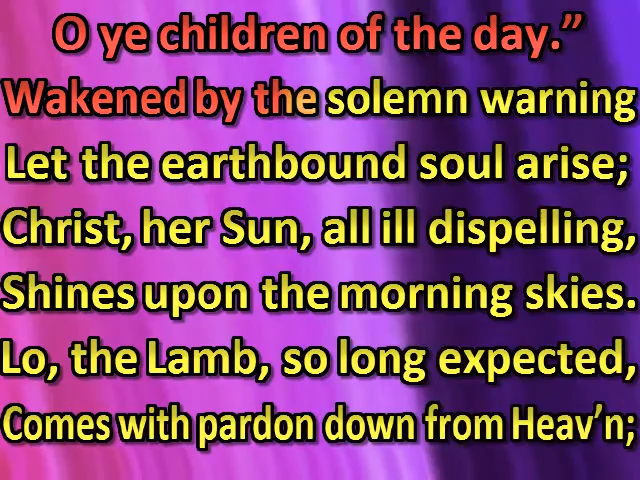 O ye children of the day.”
Wakened by the solemn warning
Let the earthbound soul arise;
Christ, her Sun, all ill dispelling,
Shines upon the morning skies.
Lo, the Lamb, so long expected,
Comes with pardon down from Heav’n;